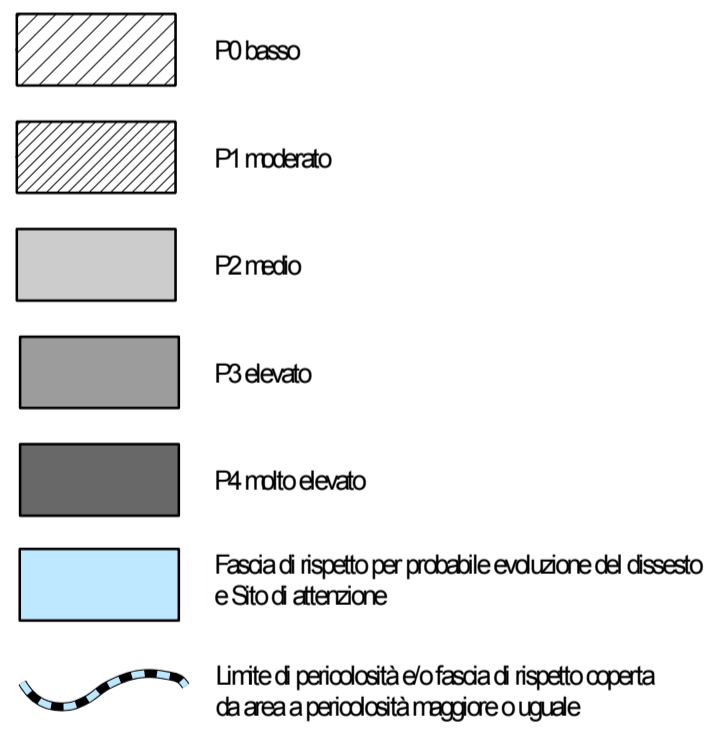 P0 basso
P1 moderato
P2 medio
P3 elevato
P4 molto elevato
Fascia di rispetto per probabile evoluzione del dissesto
e Sito di attenzione
Limite di pericolosità e/o fascia di rispetto coperta
da area a pericolosità maggiore o uguale